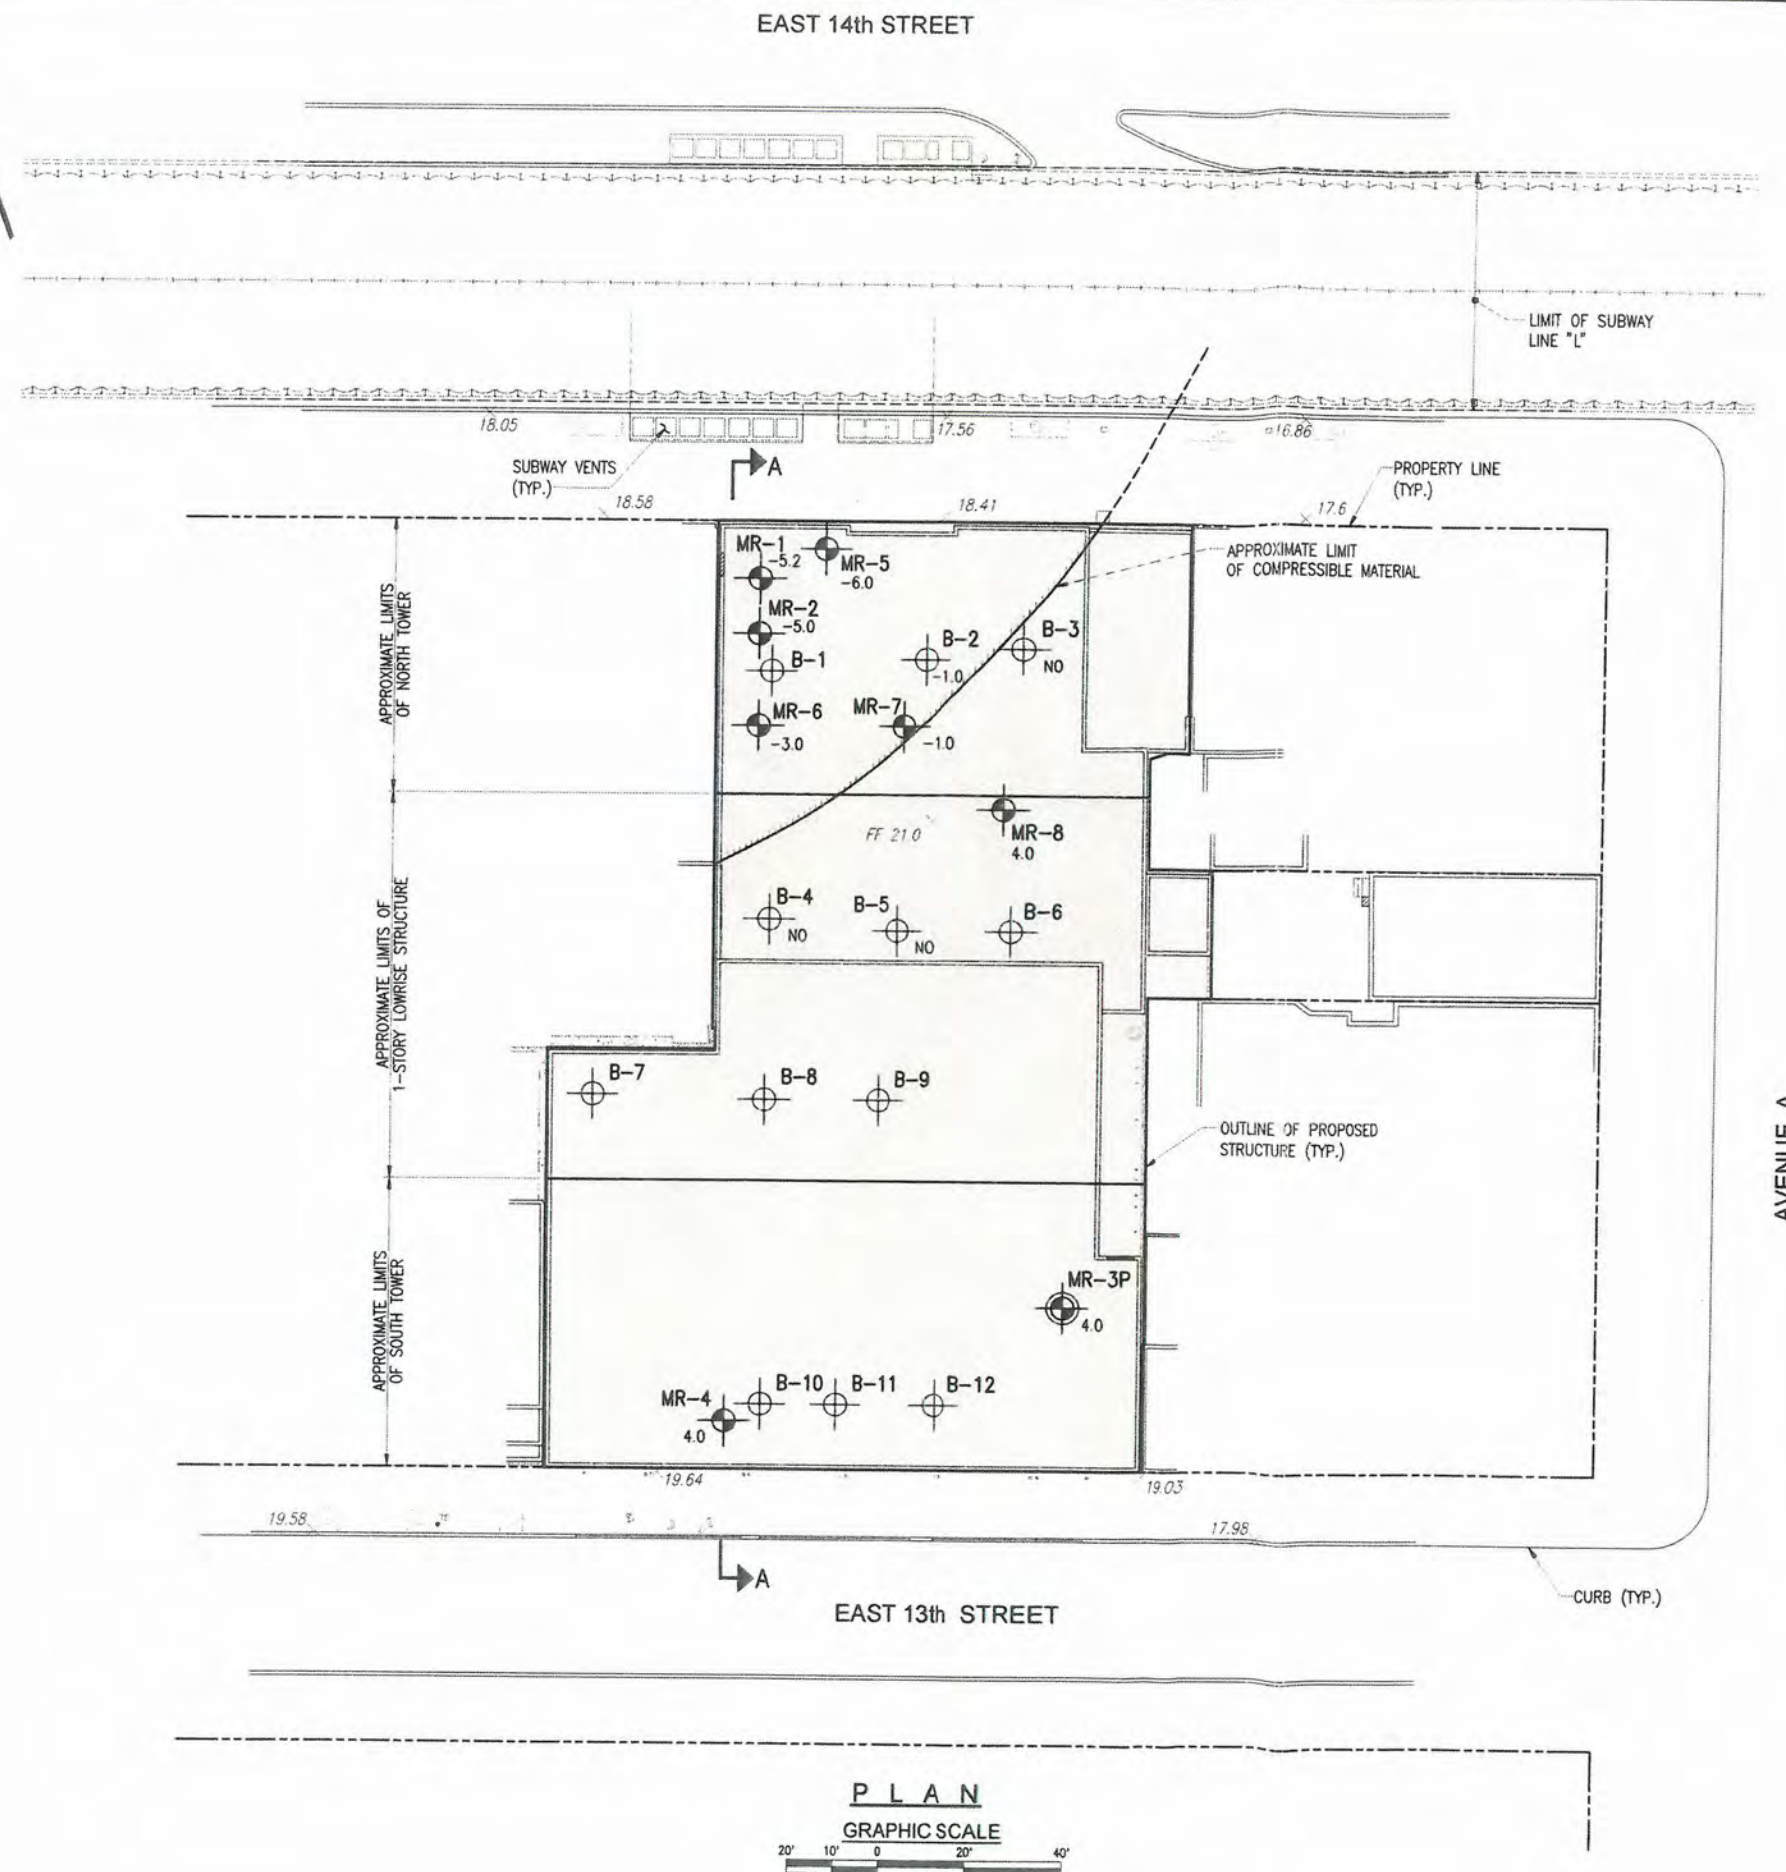 EAST 14th STREET
LIMIT OF SUBWAY
LINE "L"
18.05
17.56
16.86
SUBWAY VENTS
(TYP.)
A
PROPERTY LINE
(TYP.)
18.58
18.41
17.6
MR-1
-5.2
MR-5
-6.0
APPROXIMATE LIMIT
OF COMPRESSIBLE MATERIAL
MR-2
-5.0
B-1
B-2
-1.0
B-3
NO
MR-6
-3.0
MR-7
-1.0
APPROXIMATE LIMITS
OF NORTH TOWER
FF 21.0
MR-8
4.0
B-4
NO
B-5
NO
B-6
APPROXIMATE LIMITS OF
1-STORY LOWRISE STRUCTURE
B-7
B-8
B-9
OUTLINE OF PROPOSED
STRUCTURE (TYP.)
AVENUE A
APPROXIMATE LIMITS
OF SOUTH TOWER
MR-3P
4.0
MR-4
4.0
B-10
B-11
B-12
19.64
19.03
19.58
17.98
A
CURB (TYP.)
EAST 13th STREET
PLAN
GRAPHIC SCALE
20' 10' 0 20' 40'